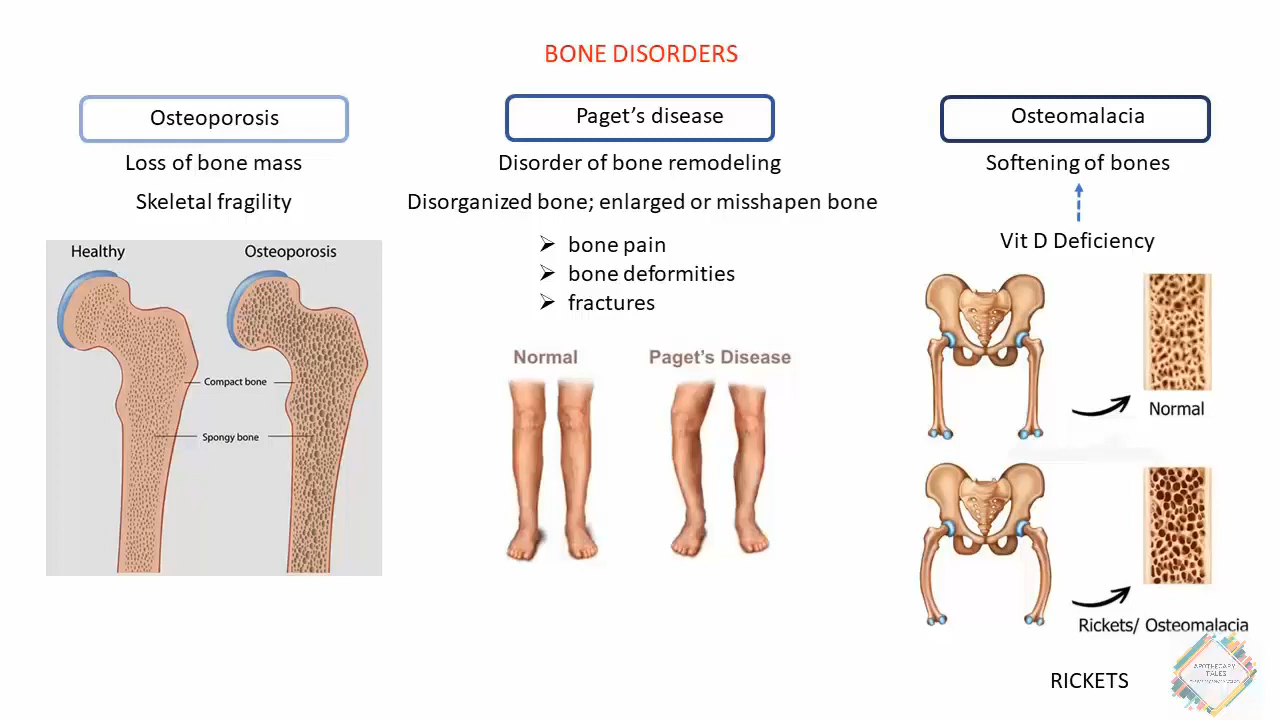 BONE DISORDERS
Osteoporosis
Loss of bone mass
Skeletal fragility
Healthy
Osteoporosis
Compact bone
Spongy bone
Paget's disease
Disorder of bone remodeling
Disorganized bone; enlarged or misshapen bone
bone pain
bone deformities
fractures
Normal
Paget's Disease
Osteomalacia
Softening of bones
Vit D Deficiency
Normal
Rickets/ Osteomalacia
RICKETS
APOTHECARY
TALES